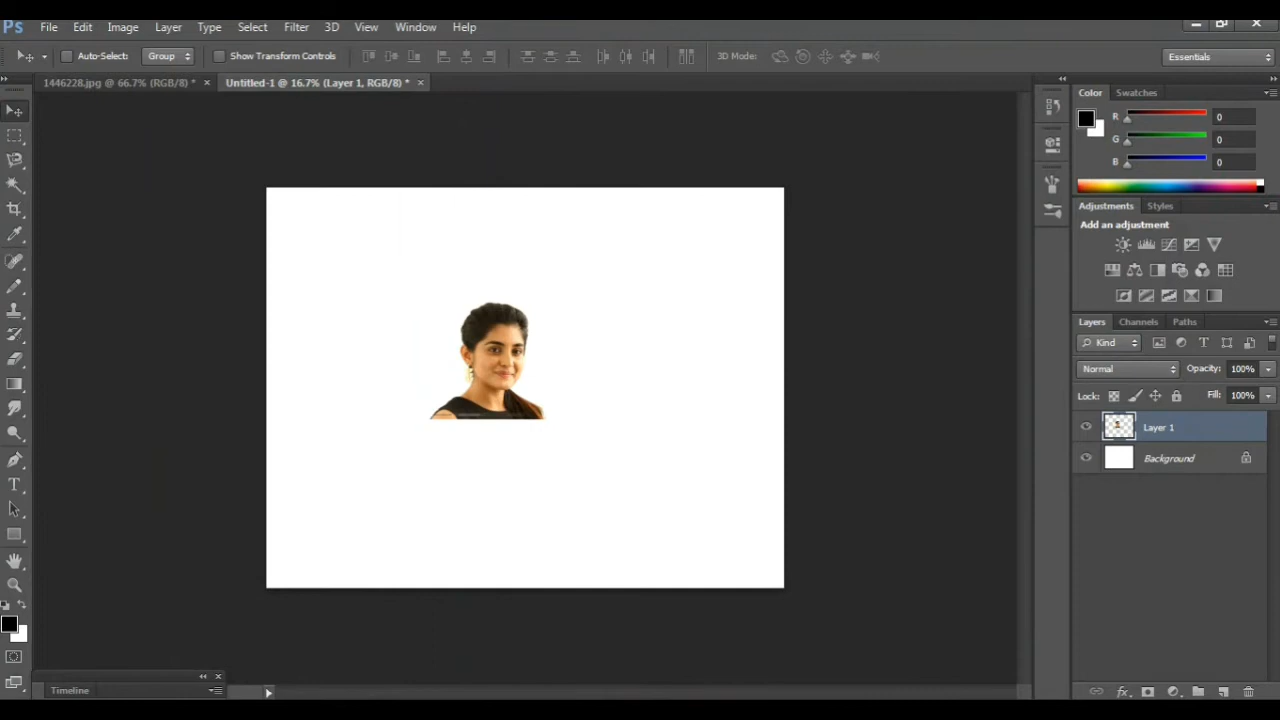 Ps File Edit Image Layer Type Select Filter 3D View Window Help
Auto-Select: Group Show Transform Controls 3D Mode: Essentials
1446228.jpg @ 66.7% (RGB/8) * × Untitled-1 @ 16.7% (Layer 1, RGB/8) * ×
Color Swatches
R 0
G 0
B 0
Adjustments Styles
Add an adjustment
Layers Channels Paths
Kind
Normal Opacity: 100%
Lock: Fill: 100%
Layer 1
Background
Timeline